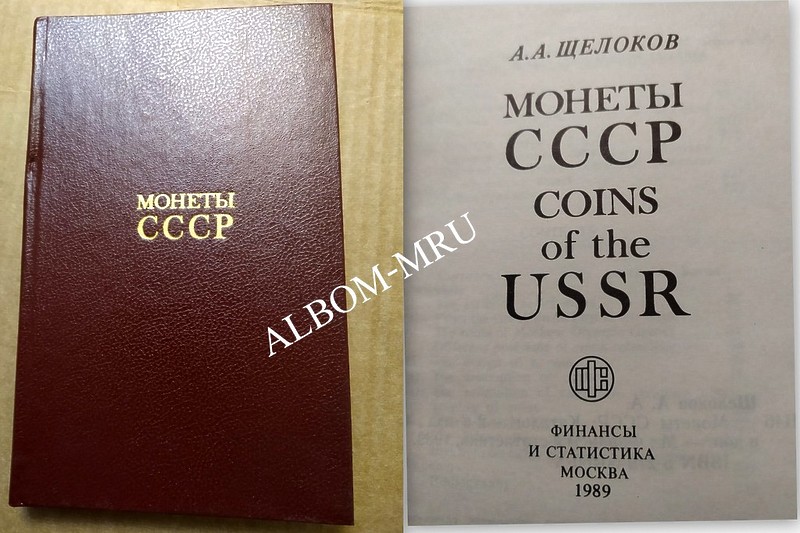 МОНЕТЫ
СССР
А.А. ЩЕЛОКОВ
МОНЕТЫ
СССР
COINS
of the
USSR
ФИНАНСЫ
И СТАТИСТИКА
МОСКВА
1989
ALBOM-MRU